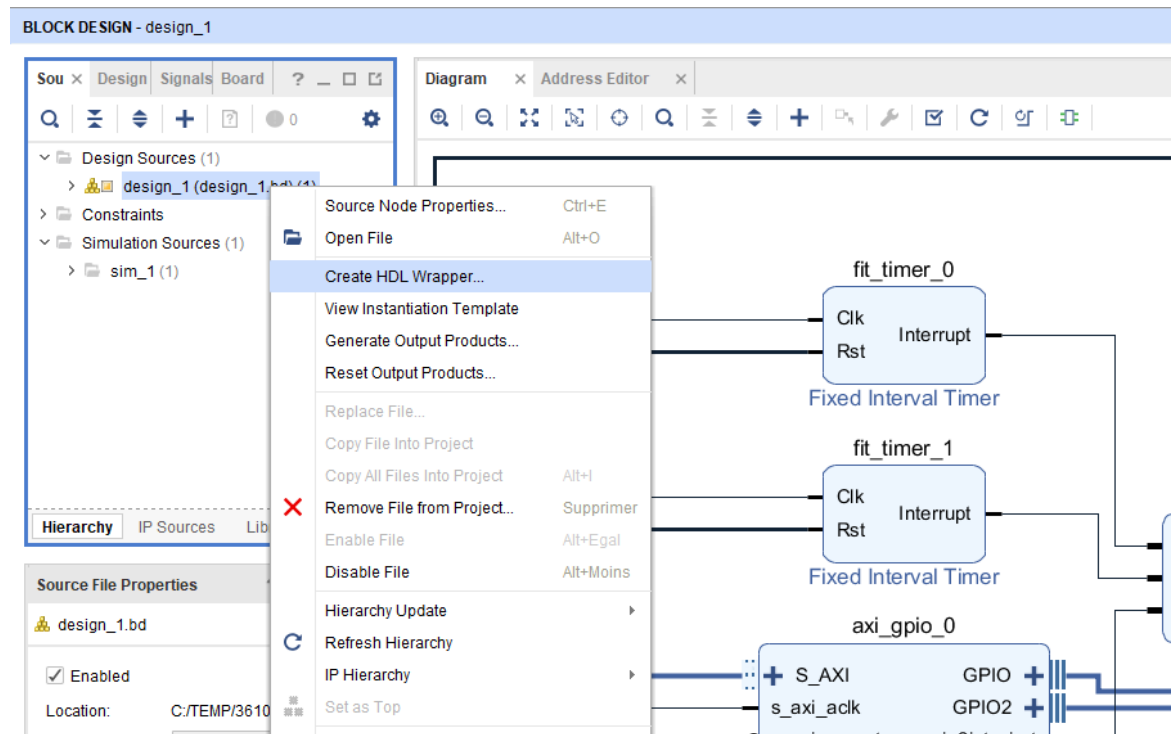 BLOCK DESIGN - design_1
Sou
Design
Signals
Board
?
0
Design Sources (1)
design_1 (design_1.bd) (1)
Constraints
Simulation Sources (1)
sim_1 (1)
Hierarchy
IP Sources
Lib
Source File Properties
design_1.bd
Enabled
Location:
C:/TEMP/3610
Source Node Properties... Ctrl+E
Open File Alt+O
Create HDL Wrapper...
View Instantiation Template
Generate Output Products...
Reset Output Products...
Replace File...
Copy File Into Project
Copy All Files Into Project Alt+I
Remove File from Project... Supprimer
Enable File Alt+Egal
Disable File Alt+Moins
Hierarchy Update
Refresh Hierarchy
IP Hierarchy
Set as Top
Diagram
Address Editor
fit_timer_0
Clk
Interrupt
Rst
Fixed Interval Timer
fit_timer_1
Clk
Interrupt
Rst
Fixed Interval Timer
axi_gpio_0
S_AXI GPIO
s_axi_aclk GPIO2